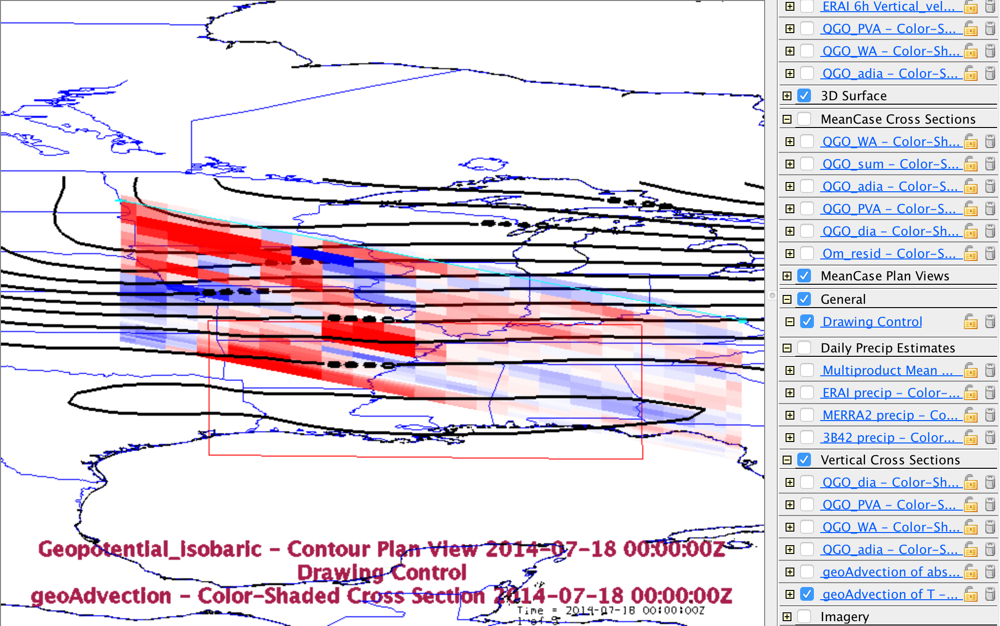 Geopotential_isobaric - Contour Plan View 2014-07-18 00:00:00Z
Drawing Control
geoAdvection - Color-Shaded Cross Section 2014-07-18 00:00:00Z
Time = 2014-07-18 00:00:00Z
1 of 9
ERAI 6h Vertical_vel...
QGO_PVA - Color-S...
QGO_WA - Color-Sh...
QGO_adia - Color-S...
3D Surface
MeanCase Cross Sections
QGO_WA - Color-Sh...
QGO_sum - Color-S...
QGO_adia - Color-S...
QGO_PVA - Color-S...
QGO_dia - Color-Sh...
Om_resid - Color-S...
MeanCase Plan Views
General
Drawing Control
Daily Precip Estimates
Multiproduct Mean ...
ERAI precip - Color-...
MERRA2 precip - Co...
3B42 precip - Color...
Vertical Cross Sections
QGO_dia - Color-Sh...
QGO_PVA - Color-S...
QGO_WA - Color-Sh...
QGO_adia - Color-S...
geoAdvection of abs...
geoAdvection of T -...
Imagery